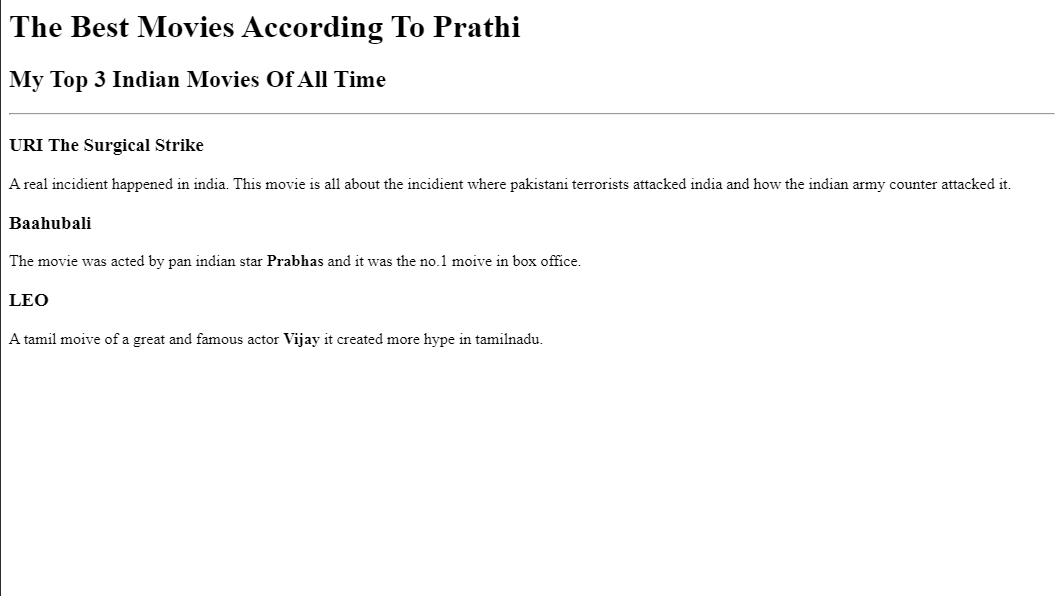 The Best Movies According To Prathi
My Top 3 Indian Movies Of All Time
URI The Surgical Strike
A real incidient happened in india. This movie is all about the incidient where pakistani terrorists attacked india and how the indian army counter attacked it.
Baahubali
The movie was acted by pan indian star Prabhas and it was the no.1 moive in box office.
LEO
A tamil moive of a great and famous actor Vijay it created more hype in tamilnadu.